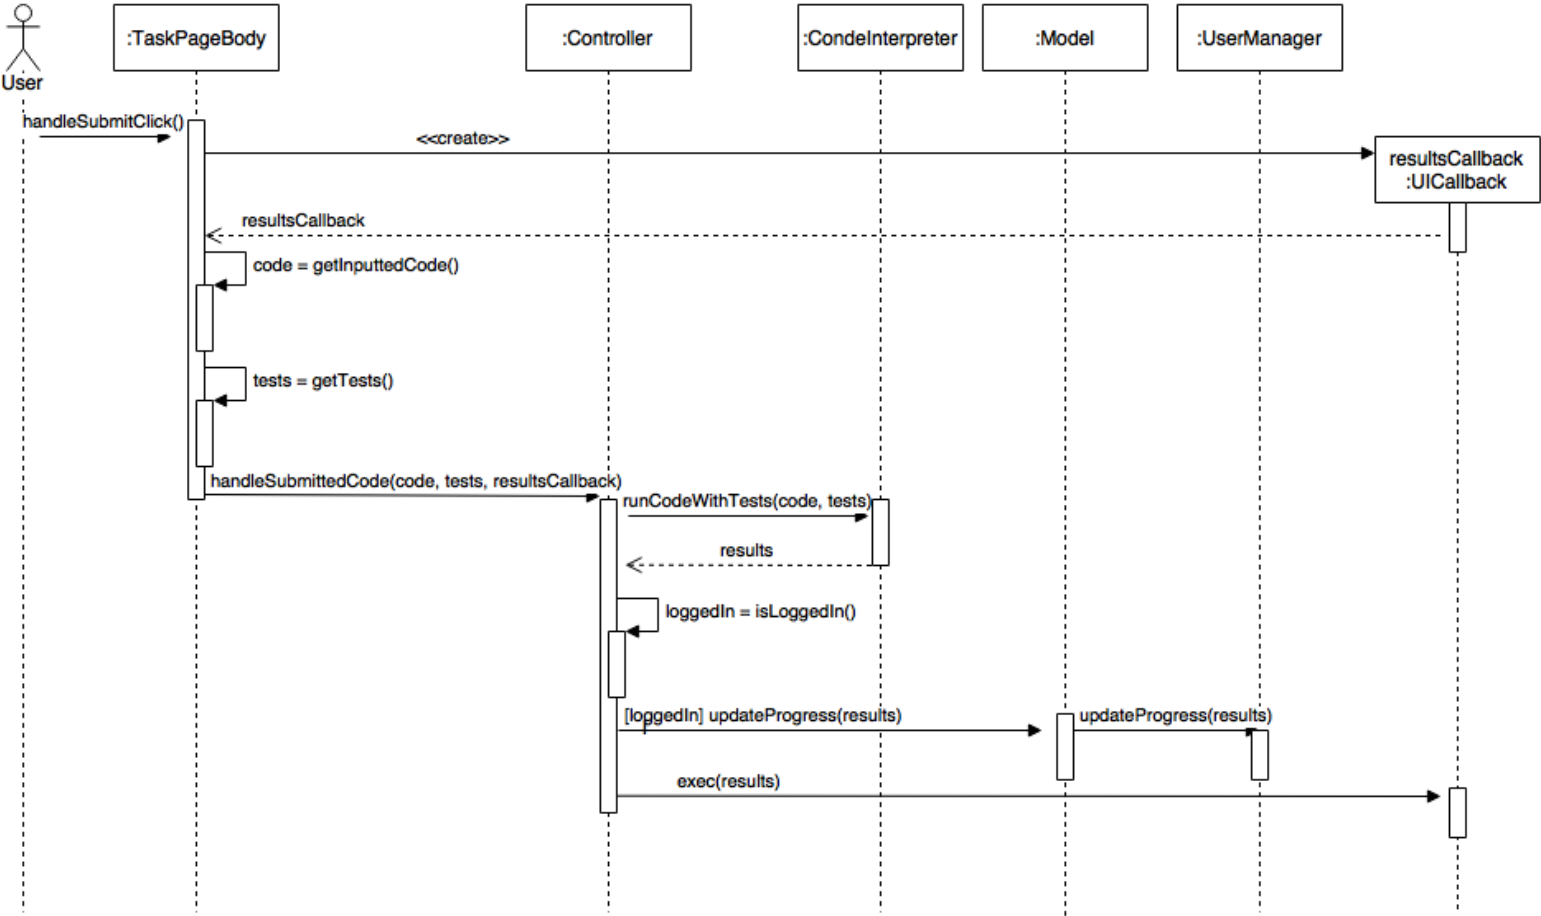 User
:TaskPageBody
:Controller
:CondeInterpreter
:Model
:UserManager
handleSubmitClick()
<<create>>
resultsCallback
:UICallback
resultsCallback
code = getInputtedCode()
tests = getTests()
handleSubmittedCode(code, tests, resultsCallback)
runCodeWithTests(code, tests)
results
loggedIn = isLoggedIn()
[loggedIn] updateProgress(results)
updateProgress(results)
exec(results)